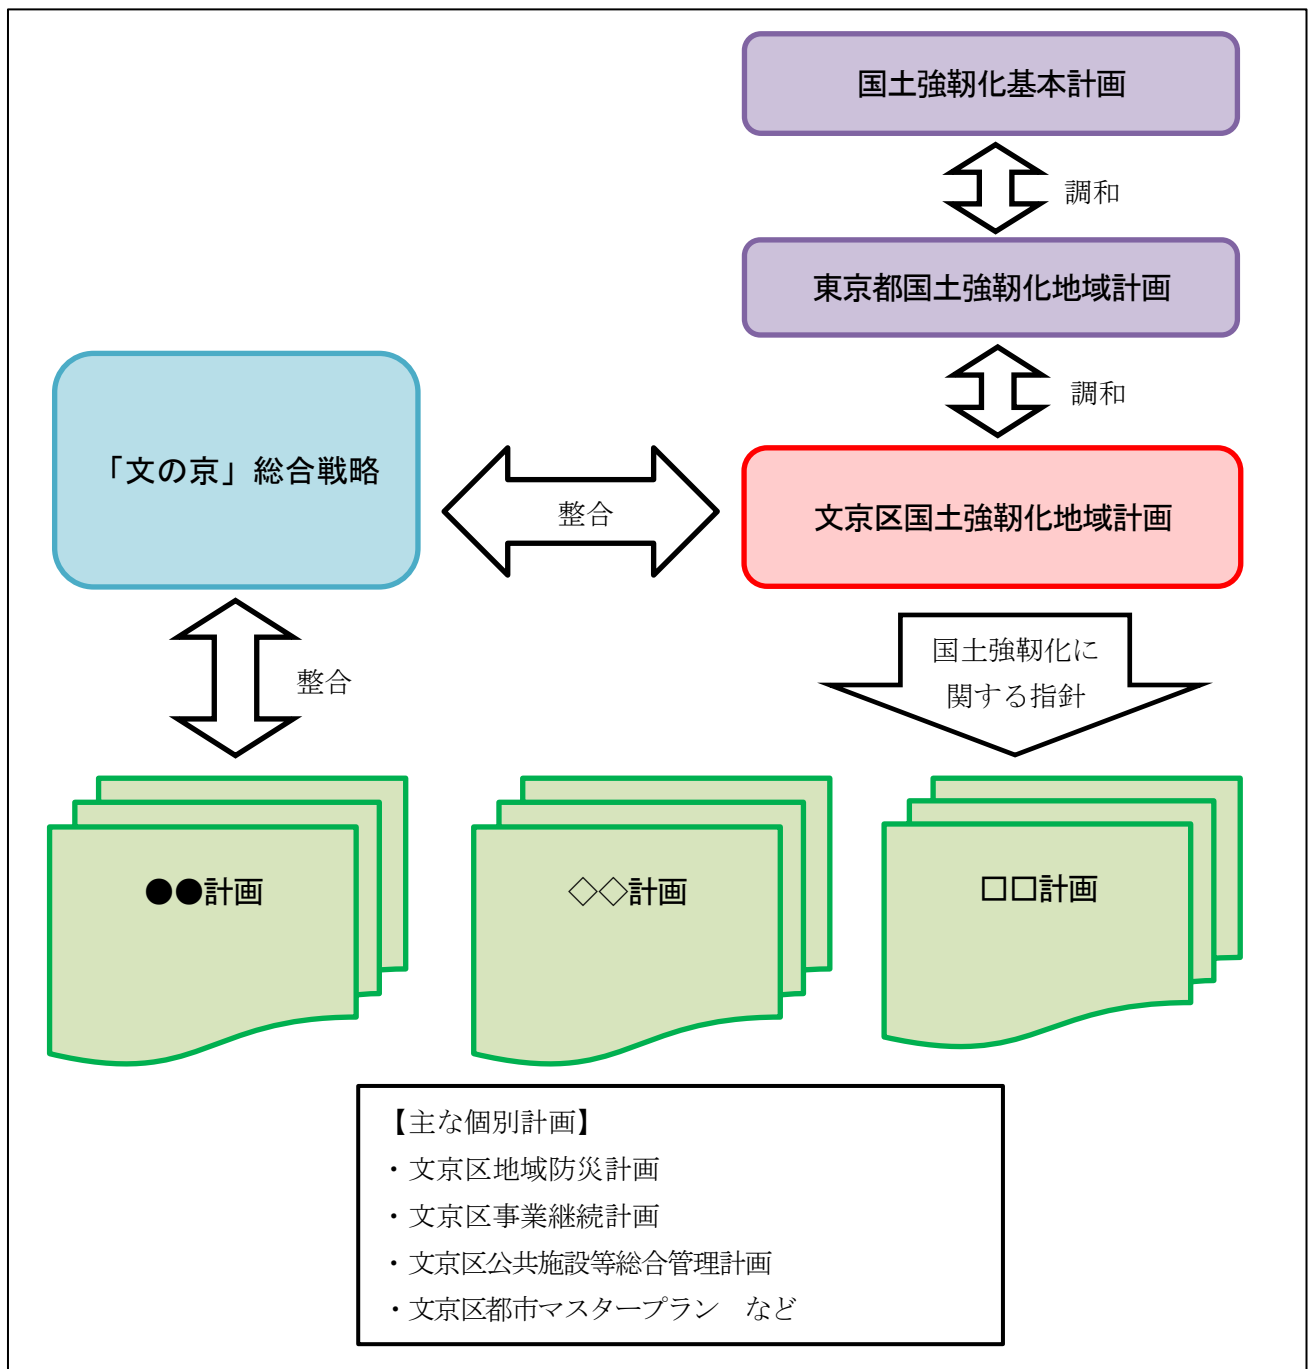 国土強靭化基本計画
調和
東京都国土強靭化地域計画
調和
「文の京」総合戦略
整合
文京区国土強靭化地域計画
整合
国土強靭化に
関する指針
●●計画
◇◇計画
□□計画
【主な個別計画】
・文京区地域防災計画
・文京区事業継続計画
・文京区公共施設等総合管理計画
・文京区都市マスタープラン　など